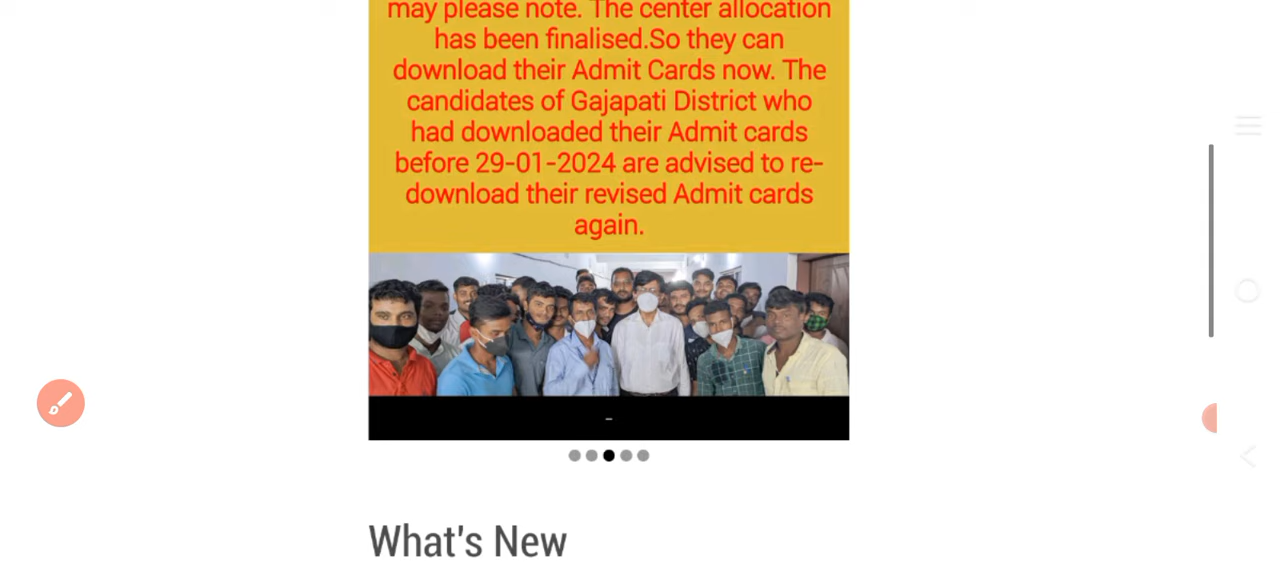 may please note. The center allocation
has been finalised.So they can
download their Admit Cards now. The
candidates of Gajapati District who
had downloaded their Admit cards
before 29-01-2024 are advised to re-
download their revised Admit cards
again.
What's New